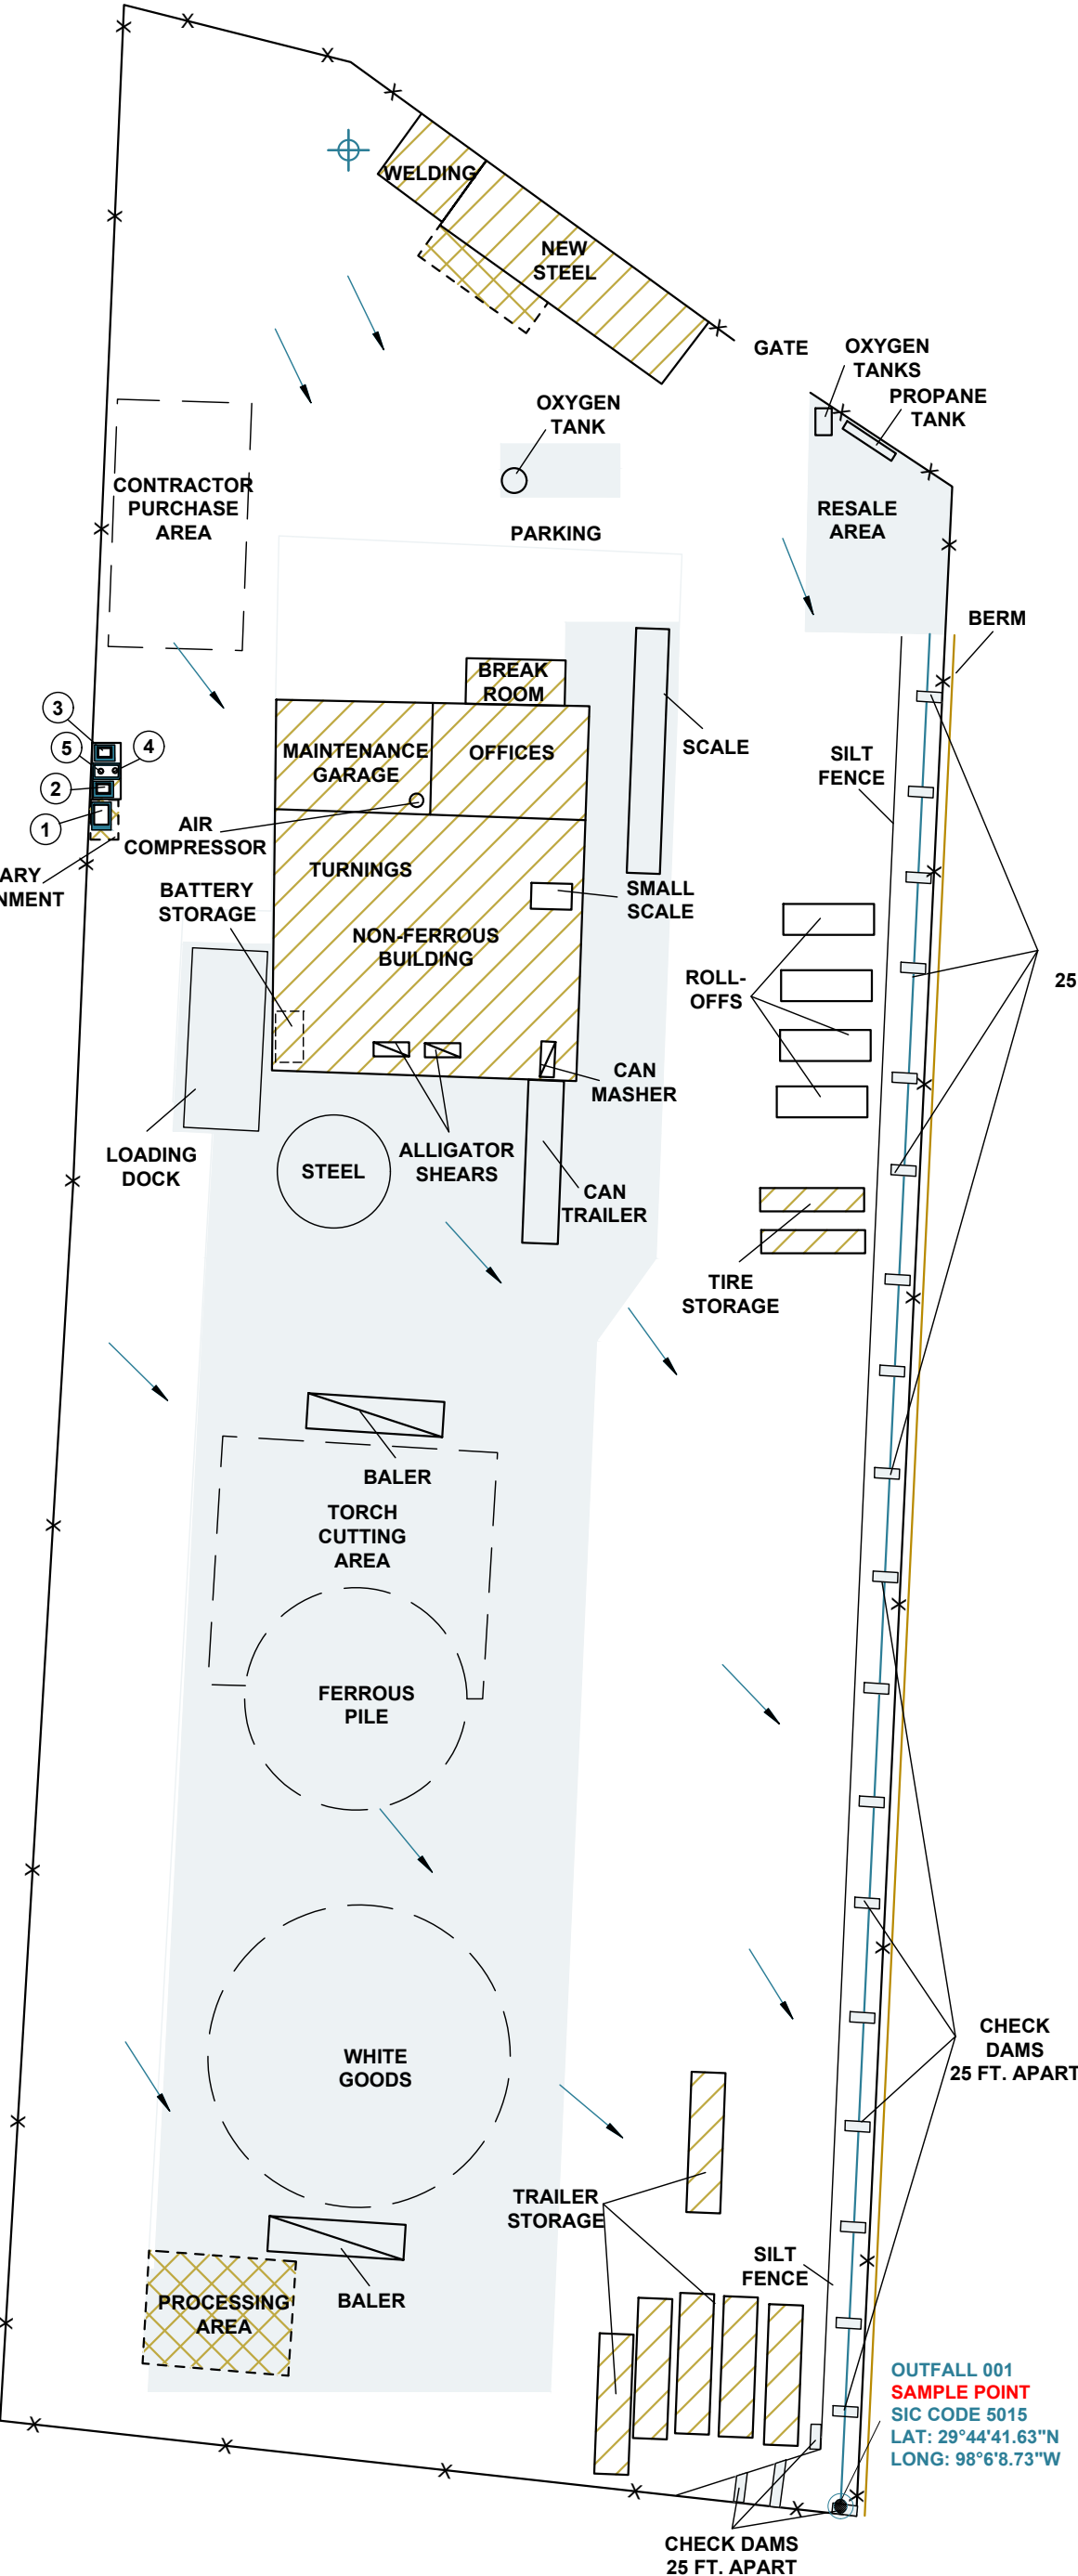 WELDING
NEW
STEEL
GATE
OXYGEN
TANKS
PROPANE
TANK
OXYGEN
TANK
CONTRACTOR
PURCHASE
AREA
PARKING
RESALE
AREA
BERM
BREAK
ROOM
3
5
4
2
1
MAINTENANCE
GARAGE
OFFICES
SCALE
SILT
FENCE
AIR
COMPRESSOR
ARY
NMENT
TURNINGS
BATTERY
STORAGE
SMALL
SCALE
NON-FERROUS
BUILDING
ROLL-
OFFS
25
CAN
MASHER
LOADING
DOCK
STEEL
ALLIGATOR
SHEARS
CAN
TRAILER
TIRE
STORAGE
BALER
TORCH
CUTTING
AREA
FERROUS
PILE
WHITE
GOODS
CHECK
DAMS
25 FT. APART
TRAILER
STORAGE
SILT
FENCE
PROCESSING
AREA
BALER
OUTFALL 001
SAMPLE POINT
SIC CODE 5015
LAT: 29°44'41.63"N
LONG: 98°6'8.73"W
CHECK DAMS
25 FT. APART